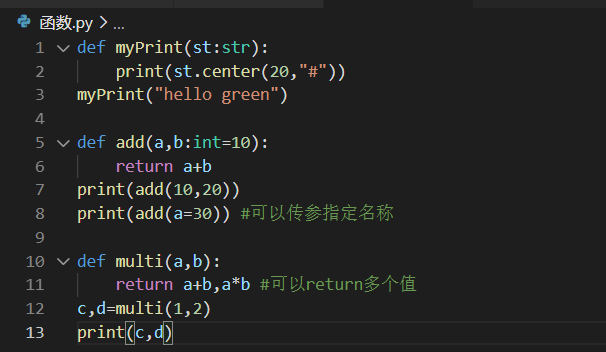 函数.py > ...
1 def myPrint(st:str):
2     print(st.center(20,"#"))
3 myPrint("hello green")
4
5 def add(a,b:int=10):
6     return a+b
7 print(add(10,20))
8 print(add(a=30)) #可以传参指定名称
9
10 def multi(a,b):
11     return a+b,a*b #可以return多个值
12 c,d=multi(1,2)
13 print(c,d)